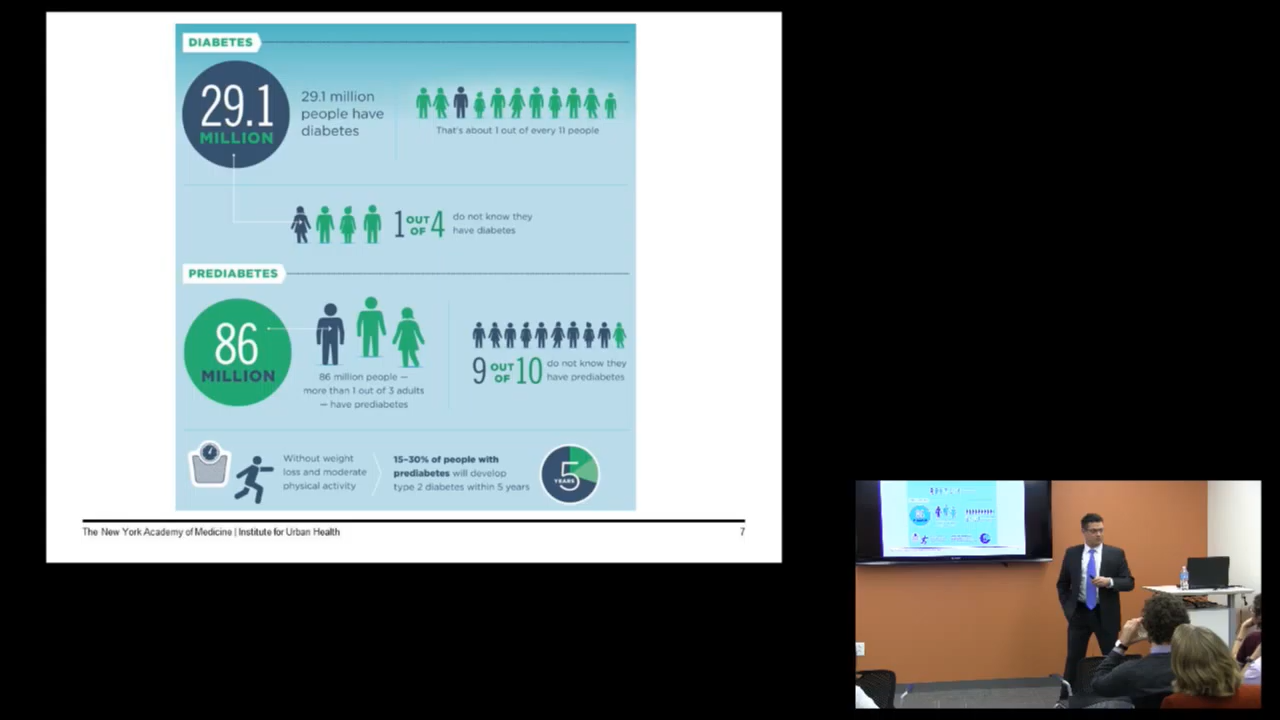 DIABETES
29.1
MILLION
29.1 million
people have
diabetes
That's about 1 out of every 11 people
1 OUT OF 4
do not know they
have diabetes
PREDIABETES
86
MILLION
86 million people —
more than 1 out of 3 adults
— have prediabetes
9 OUT OF 10
do not know they
have prediabetes
Without weight
loss and moderate
physical activity
15–30% of people with
prediabetes will develop
type 2 diabetes within 5 years
5
YEARS
The New York Academy of Medicine | Institute for Urban Health
7